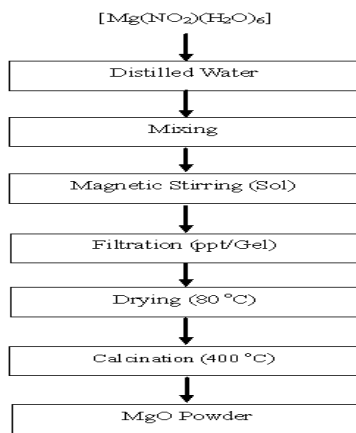 [Mg(NO₂)(H₂O)₆]
Distilled Water
Mixing
Magnetic Stirring (Sol)
Filtration (ppt/Gel)
Drying (80 °C)
Calcination (400 °C)
MgO Powder